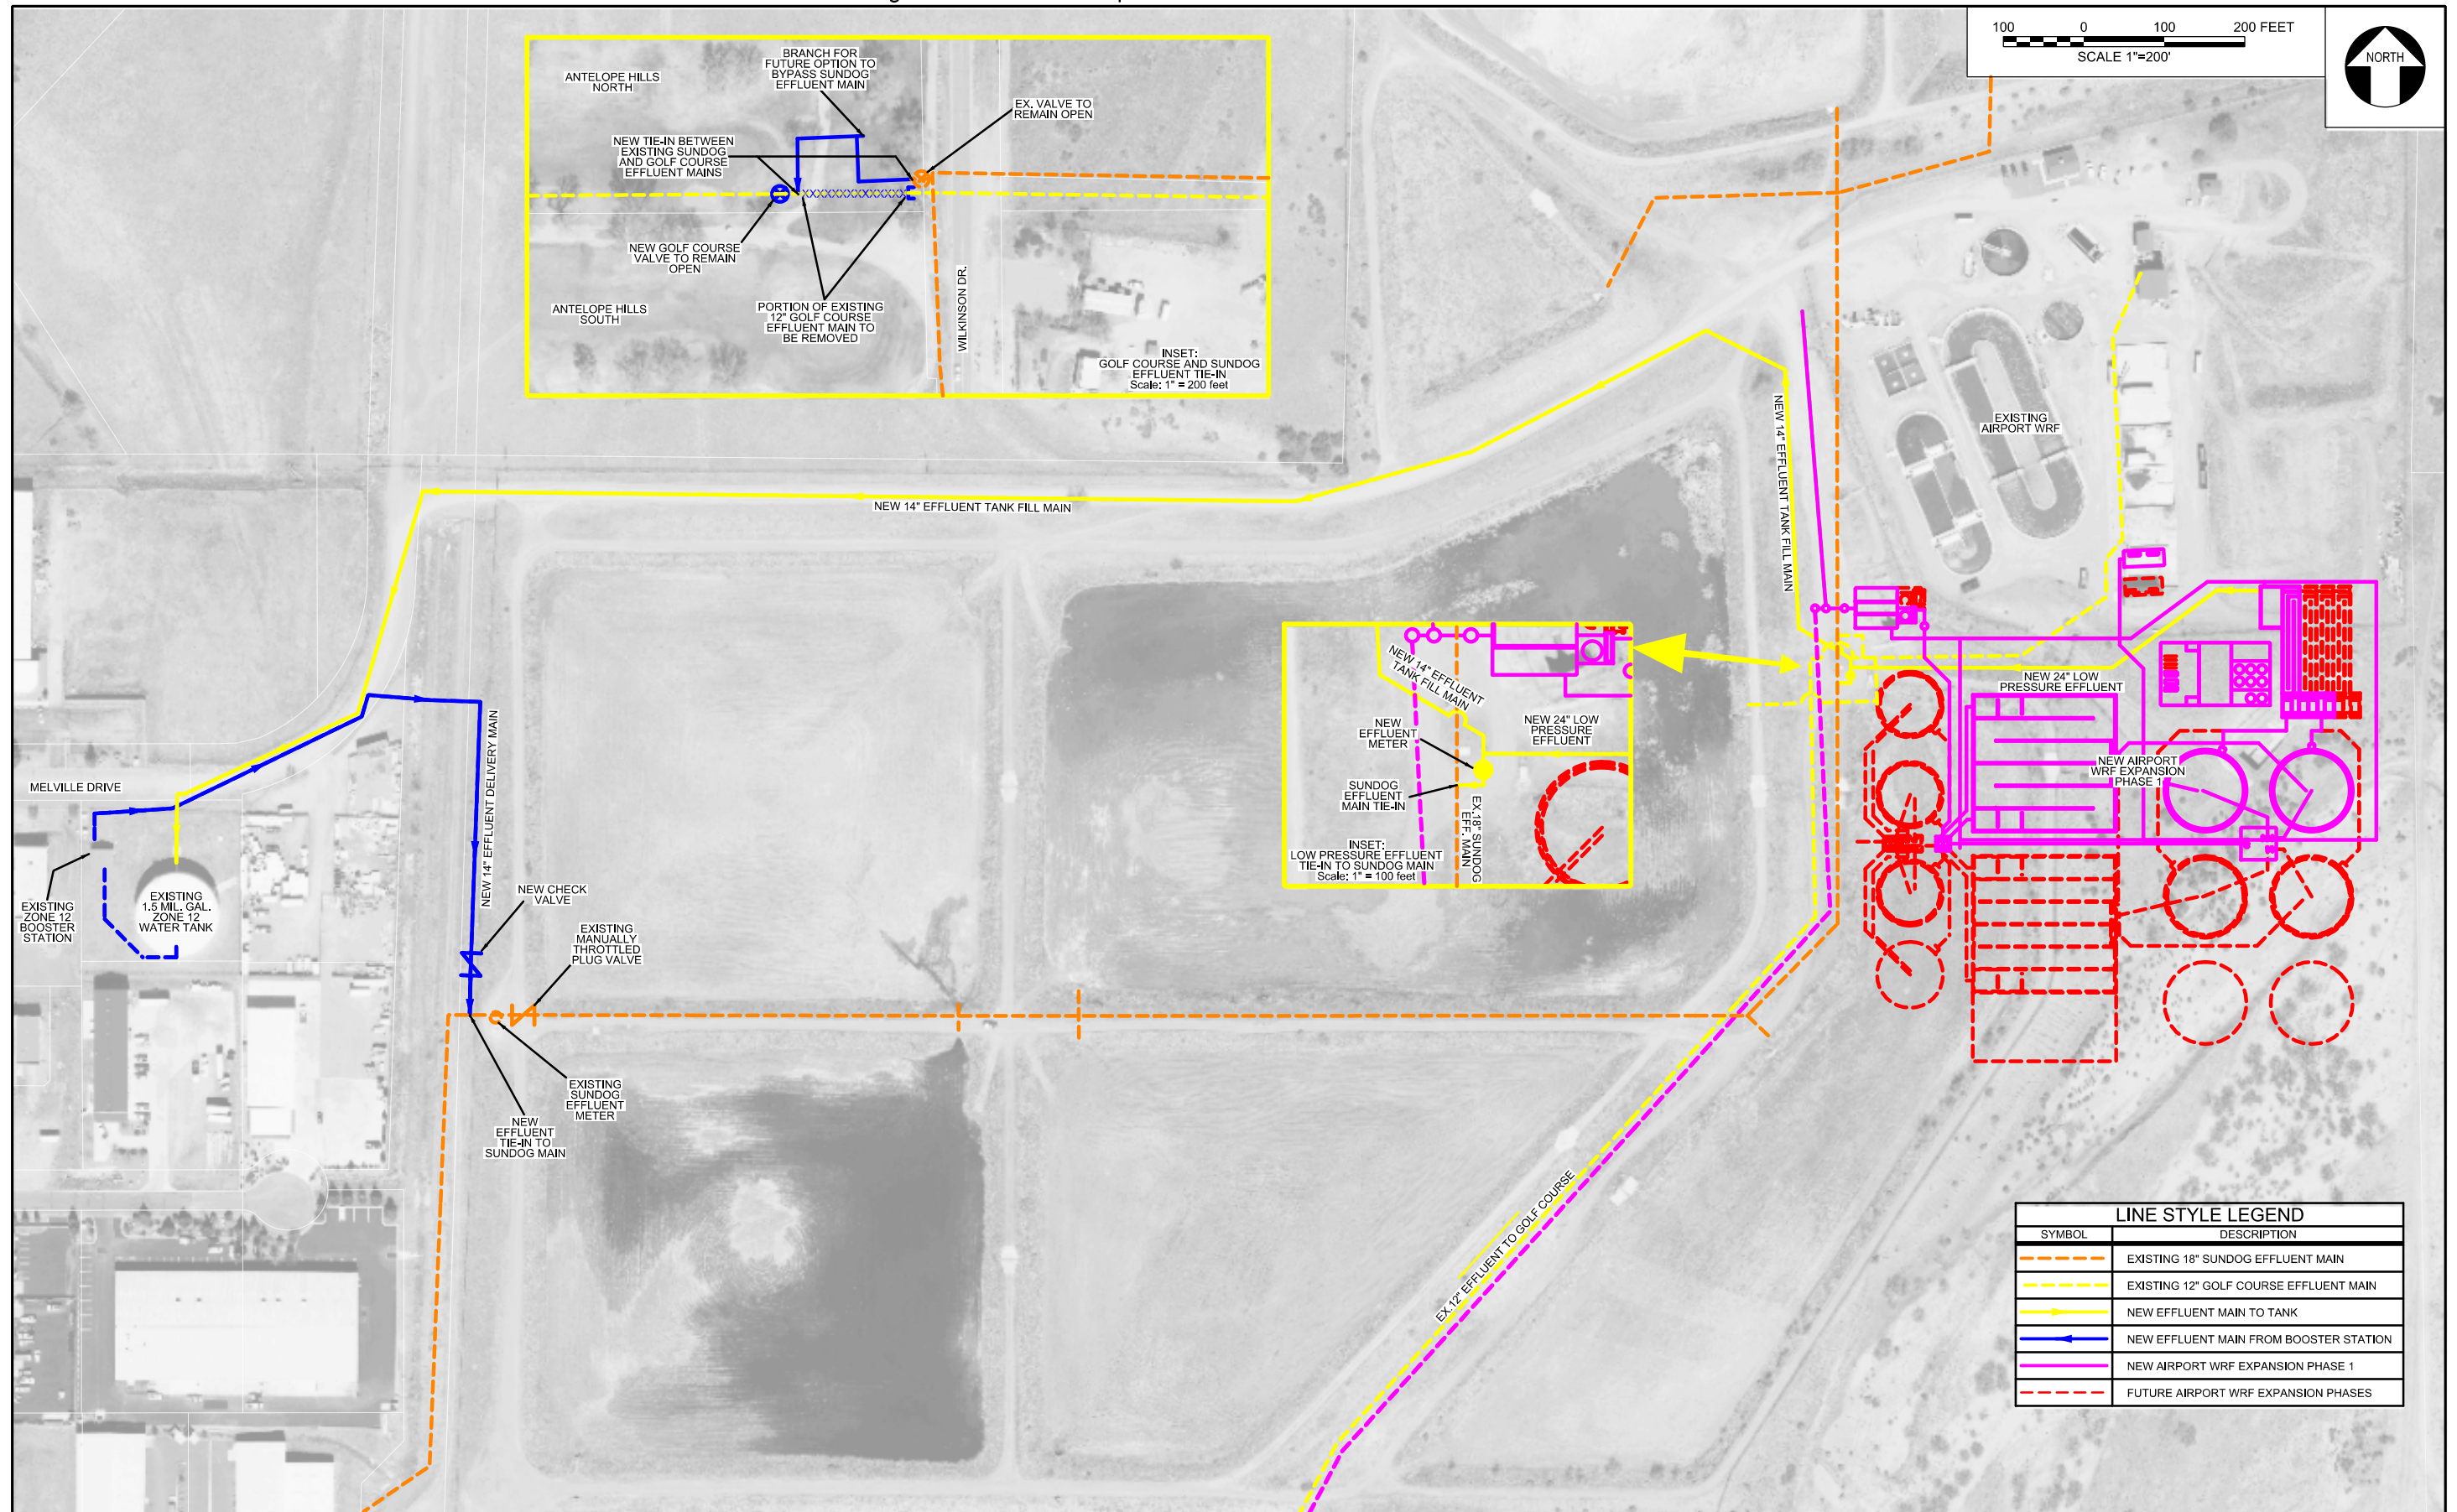 100 0 100 200 FEET
SCALE 1"=200'
NORTH
ANTELOPE HILLS
NORTH
BRANCH FOR
FUTURE OPTION TO
BYPASS SUNDOG
EFFLUENT MAIN
EX. VALVE TO
REMAIN OPEN
NEW TIE-IN BETWEEN
EXISTING SUNDOG
AND GOLF COURSE
EFFLUENT MAINS
NEW GOLF COURSE
VALVE TO REMAIN
OPEN
ANTELOPE HILLS
SOUTH
PORTION OF EXISTING
12" GOLF COURSE
EFFLUENT MAIN TO
BE REMOVED
WILKINSON DR.
INSET:
GOLF COURSE AND SUNDOG
EFFLUENT TIE-IN
Scale: 1" = 200 feet
EXISTING
AIRPORT WRF
NEW 14" EFFLUENT TANK FILL MAIN
NEW 14" EFFLUENT TANK FILL MAIN
NEW 14" EFFLUENT
TANK FILL MAIN
NEW
EFFLUENT
METER
NEW 24" LOW
PRESSURE
EFFLUENT
SUNDOG
EFFLUENT
MAIN TIE-IN
EX.18" SUNDOG
EFF. MAIN
INSET:
LOW PRESSURE EFFLUENT
TIE-IN TO SUNDOG MAIN
Scale: 1" = 100 feet
NEW 24" LOW
PRESSURE EFFLUENT
NEW AIRPORT
WRF EXPANSION
PHASE 1
MELVILLE DRIVE
NEW 14" EFFLUENT DELIVERY MAIN
EXISTING
ZONE 12
BOOSTER
STATION
EXISTING
1.5 MIL. GAL.
ZONE 12
WATER TANK
NEW CHECK
VALVE
EXISTING
MANUALLY
THROTTLED
PLUG VALVE
EXISTING
SUNDOG
EFFLUENT
METER
NEW
EFFLUENT
TIE-IN TO
SUNDOG MAIN
EX.12" EFFLUENT TO GOLF COURSE
LINE STYLE LEGEND
SYMBOL DESCRIPTION
EXISTING 18" SUNDOG EFFLUENT MAIN
EXISTING 12" GOLF COURSE EFFLUENT MAIN
NEW EFFLUENT MAIN TO TANK
NEW EFFLUENT MAIN FROM BOOSTER STATION
NEW AIRPORT WRF EXPANSION PHASE 1
FUTURE AIRPORT WRF EXPANSION PHASES